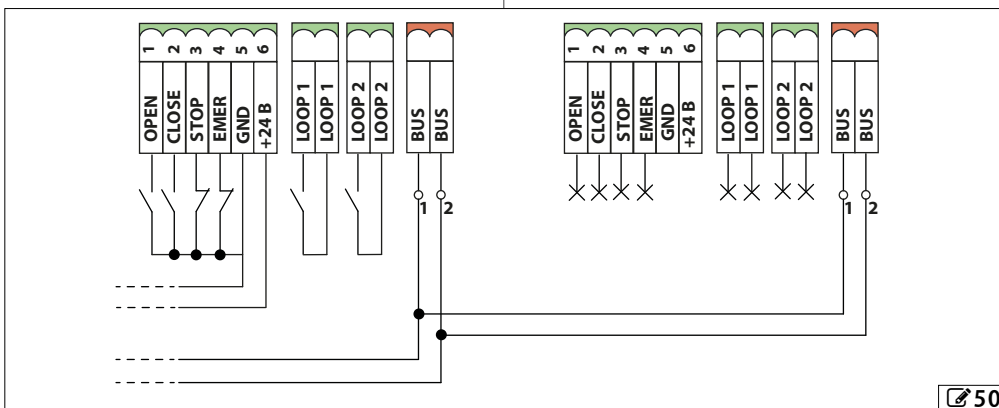 1 2 3 4 5 6
OPEN CLOSE STOP EMER GND +24 B
LOOP 1 LOOP 1
LOOP 2 LOOP 2
BUS BUS
1 2
1 2 3 4 5 6
OPEN CLOSE STOP EMER GND +24 B
LOOP 1 LOOP 1
LOOP 2 LOOP 2
BUS BUS
1 2
50